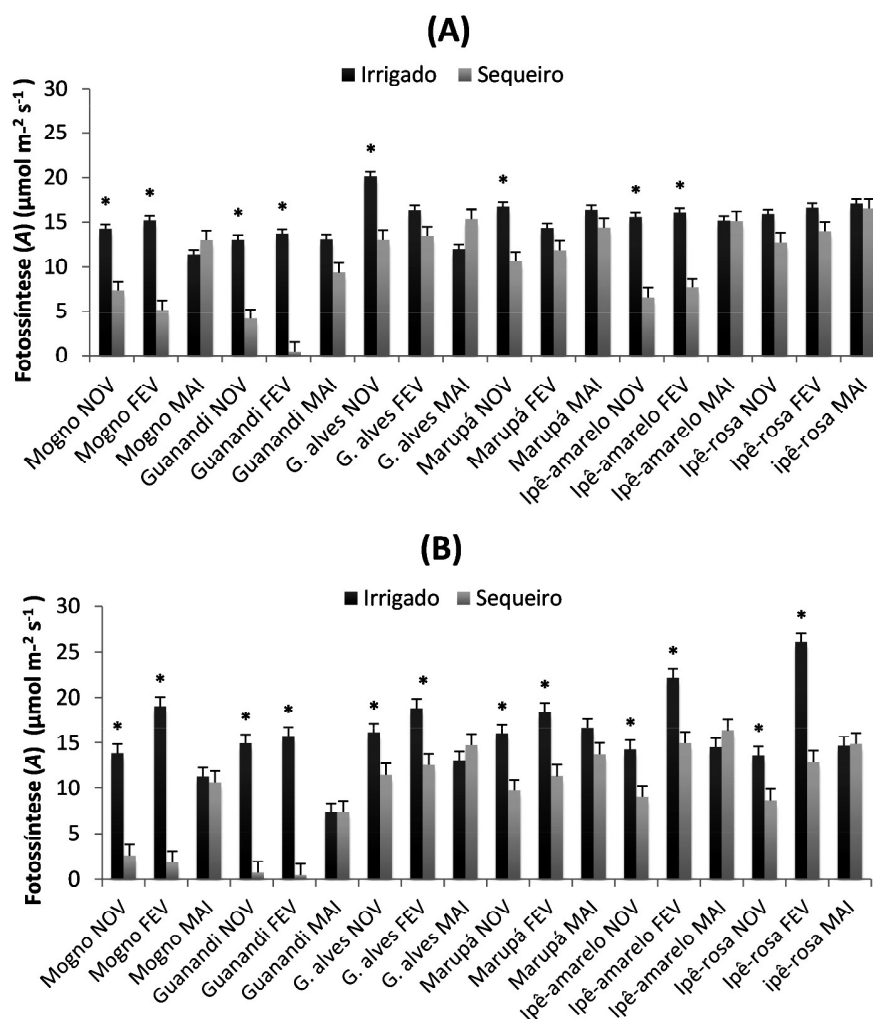 (A)
Irrigado Sequeiro
Fotossíntese (A) (µmol m-² s-¹ )
30
25
20
15
10
5
0
* * * * * * * *
Mogno NOV
Mogno FEV
Mogno MAI
Guanandi NOV
Guanandi FEV
Guanandi MAI
G. alves NOV
G. alves FEV
G. alves MAI
Marupá NOV
Marupá FEV
Marupá MAI
Ipê-amarelo NOV
Ipê-amarelo FEV
Ipê-amarelo MAI
Ipê-rosa NOV
Ipê-rosa FEV
ipê-rosa MAI
(B)
Irrigado Sequeiro
Fotossíntese (A) (µmol m-² s-¹ )
30
25
20
15
10
5
0
* * * * * * * * * * * *
Mogno NOV
Mogno FEV
Mogno MAI
Guanandi NOV
Guanandi FEV
Guanandi MAI
G. alves NOV
G. alves FEV
G. alves MAI
Marupá NOV
Marupá FEV
Marupá MAI
Ipê-amarelo NOV
Ipê-amarelo FEV
Ipê-amarelo MAI
Ipê-rosa NOV
Ipê-rosa FEV
ipê-rosa MAI